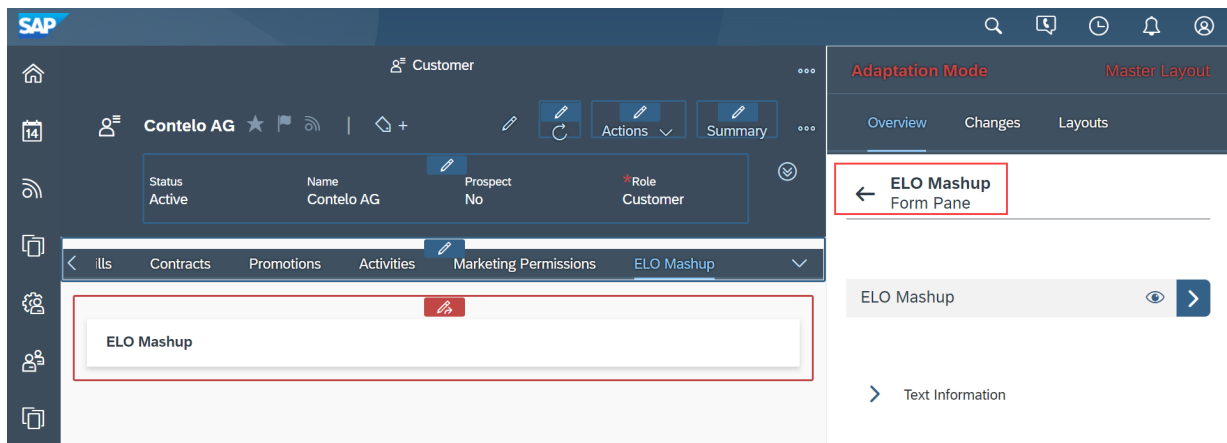 SAP
Customer
Adaptation Mode Master Layout
14
Contelo AG
Actions
Summary
Overview Changes Layouts
Status Name Prospect *Role
Active Contelo AG No Customer
ELO Mashup
Form Pane
ills Contracts Promotions Activities Marketing Permissions ELO Mashup
ELO Mashup
ELO Mashup
Text Information